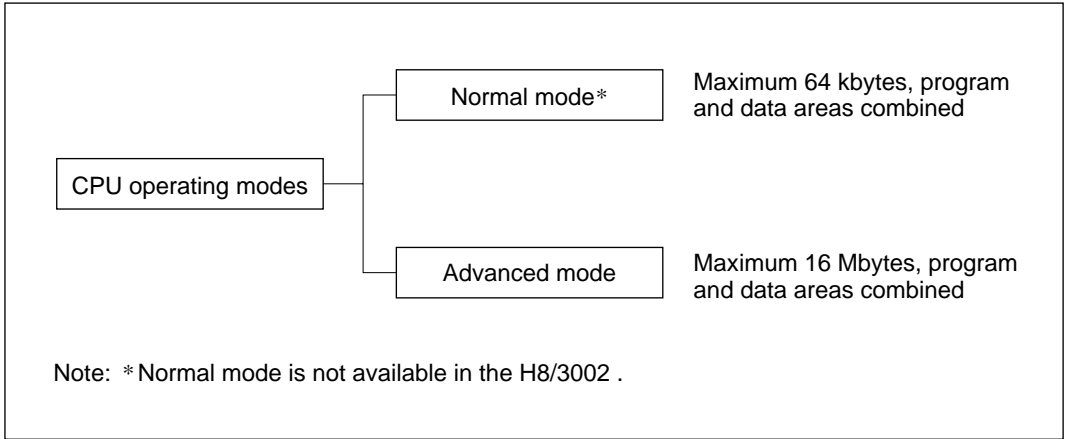 Normal mode*
Maximum 64 kbytes, program
and data areas combined
CPU operating modes
Advanced mode
Maximum 16 Mbytes, program
and data areas combined
Note: *Normal mode is not available in the H8/3002 .